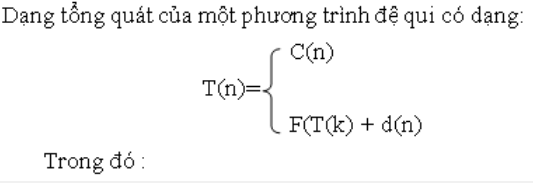 Dạng tổng quát của một phương trình đệ qui có dạng:
C(n)
T(n)=
F(T(k) + d(n)
Trong đó :